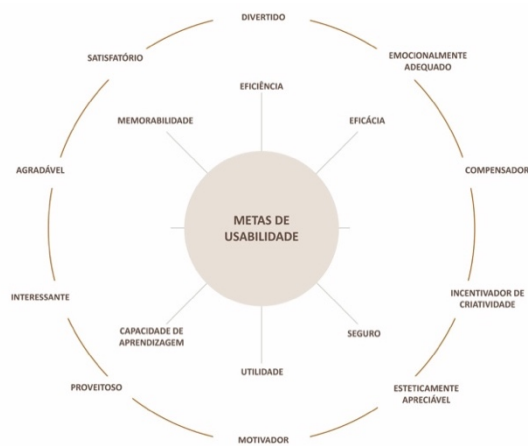 DIVERTIDO
SATISFATÓRIO
EMOCIONALMENTE
ADEQUADO
EFICIÊNCIA
MEMORABILIDADE
EFICÁCIA
AGRADÁVEL
COMPENSADOR
METAS DE
USABILIDADE
INTERESSANTE
INCENTIVADOR DE
CRIATIVIDADE
CAPACIDADE DE
APRENDIZAGEM
SEGURO
UTILIDADE
PROVEITOSO
ESTETICAMENTE
APRECIÁVEL
MOTIVADOR